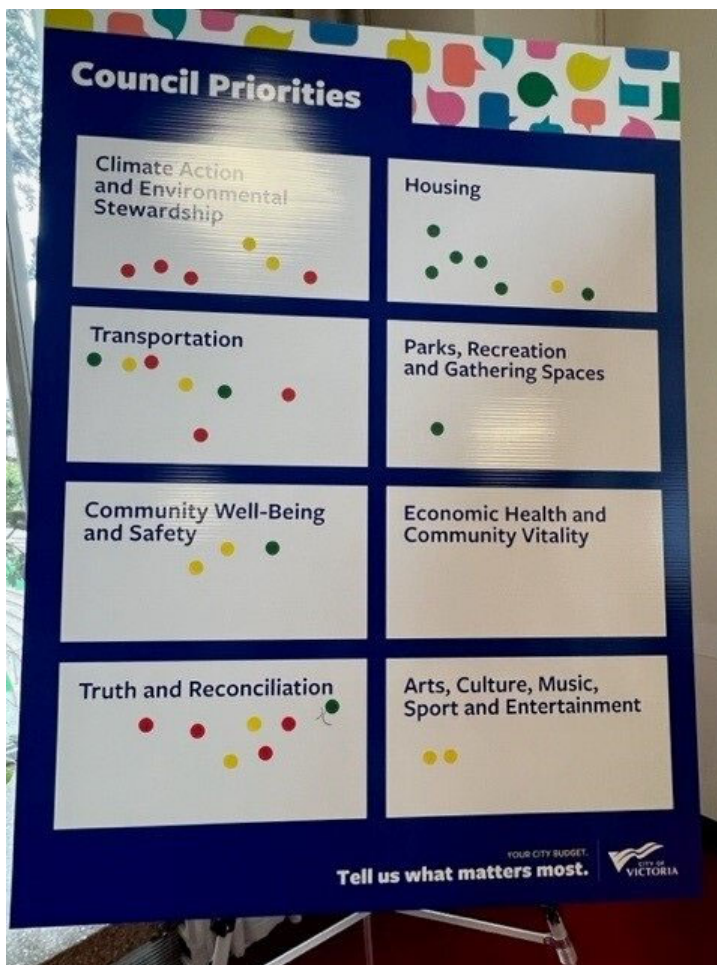 Council Priorities
Climate Action
and Environmental
Stewardship
Housing
Transportation
Parks, Recreation
and Gathering Spaces
Community Well-Being
and Safety
Economic Health and
Community Vitality
Truth and Reconciliation
Arts, Culture, Music,
Sport and Entertainment
YOUR CITY BUDGET.
Tell us what matters most.
CITY OF
VICTORIA